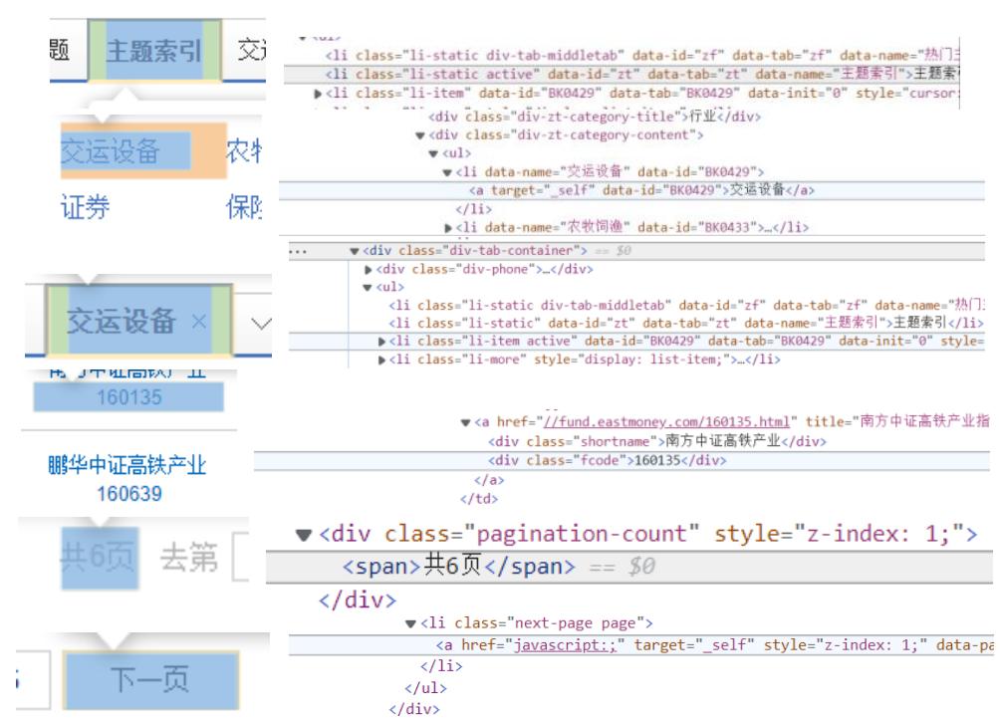 题 主题索引 交
<li class="li-static div-tab-middletab" data-id="zf" data-tab="zf" data-name="热门主
<li class="li-static active" data-id="zt" data-tab="zt" data-name="主题索引">主题索
▶<li class="li-item" data-id="BK0429" data-tab="BK0429" data-init="0" style="cursor:
<div class="div-zt-category-title">行业</div>
▼<div class="div-zt-category-content">
▼<ul>
▼<li data-name="交运设备" data-id="BK0429">
<a target="_self" data-id="BK0429">交运设备</a>
</li>
▶<li data-name="农牧饲渔" data-id="BK0433">…</li>
交运设备 农牧
证券 保险
... ▼<div class="div-tab-container"> == $0
▶<div class="div-phone">…</div>
▼<ul>
<li class="li-static div-tab-middletab" data-id="zf" data-tab="zf" data-name="热门
<li class="li-static" data-id="zt" data-tab="zt" data-name="主题索引">主题索引</li>
▶<li class="li-item active" data-id="BK0429" data-tab="BK0429" data-init="0" style=
▶<li class="li-more" style="display: list-item;">…</li>
交运设备 ×
南方中证高铁产业
160135
鹏华中证高铁产业
160639
▼<a href="//fund.eastmoney.com/160135.html" title="南方中证高铁产业指
<div class="shortname">南方中证高铁产业</div>
<div class="fcode">160135</div>
</a>
</td>
共6页 去第
▼<div class="pagination-count" style="z-index: 1;">
<span>共6页</span> == $0
</div>
下一页
▼<li class="next-page page">
<a href="javascript:;" target="_self" style="z-index: 1;" data-pa
</li>
</ul>
</div>